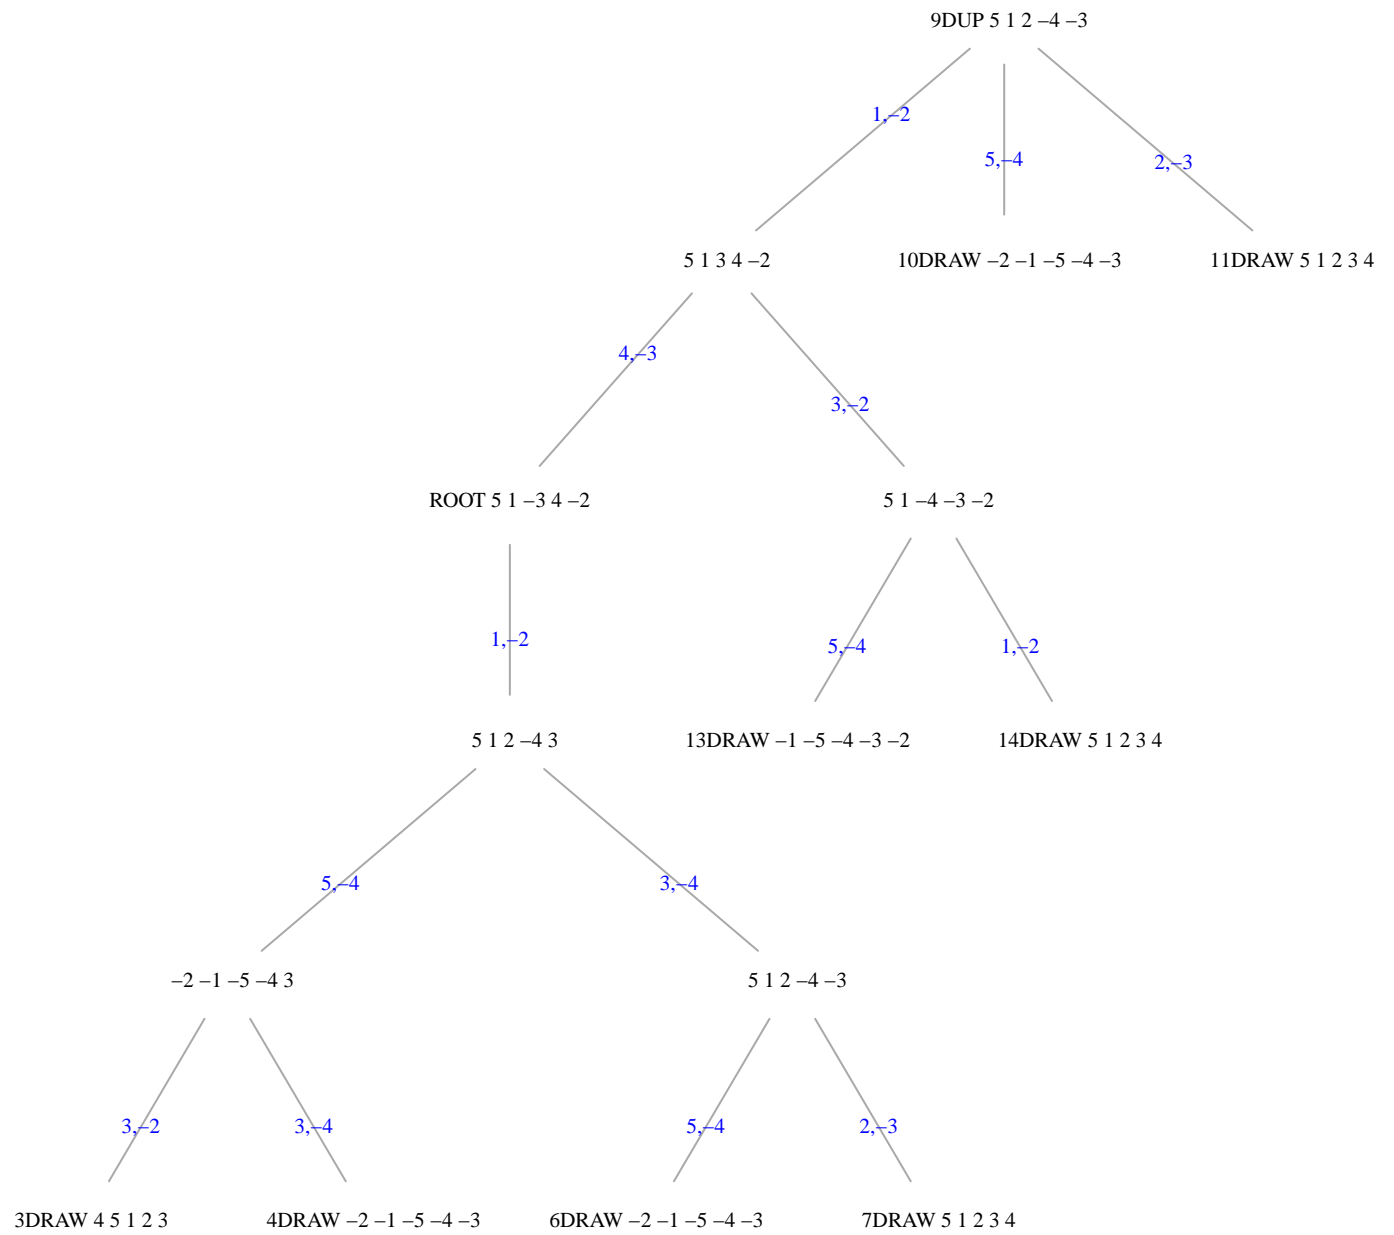 9DUP 5 1 2 –4 –3
1,–2
5,–4
2,–3
5 1 3 4 –2
10DRAW –2 –1 –5 –4 –3
11DRAW 5 1 2 3 4
4,–3
3,–2
ROOT 5 1 –3 4 –2
5 1 –4 –3 –2
1,–2
5,–4
1,–2
5 1 2 –4 3
13DRAW –1 –5 –4 –3 –2
14DRAW 5 1 2 3 4
5,–4
3,–4
–2 –1 –5 –4 3
5 1 2 –4 –3
3,–2
3,–4
5,–4
2,–3
3DRAW 4 5 1 2 3
4DRAW –2 –1 –5 –4 –3
6DRAW –2 –1 –5 –4 –3
7DRAW 5 1 2 3 4